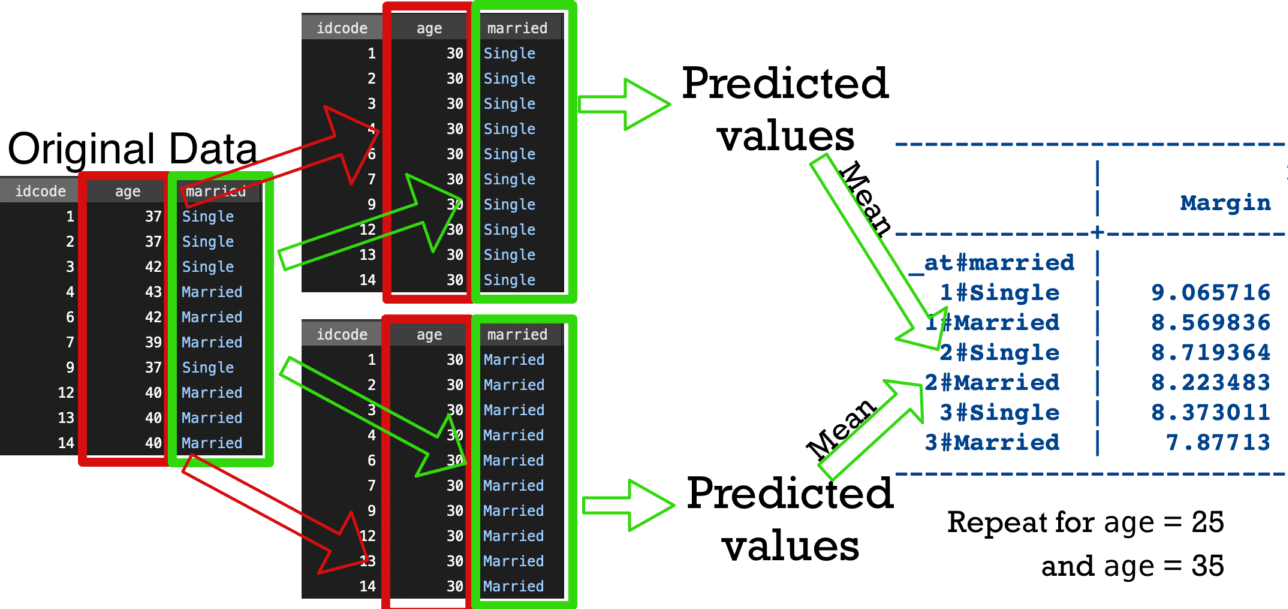 Original Data
idcode age married
1 37 Single
2 37 Single
3 42 Single
4 43 Married
6 42 Married
7 39 Married
9 37 Single
12 40 Married
13 40 Married
14 40 Married
idcode age married
1 30 Single
2 30 Single
3 30 Single
4 30 Single
6 30 Single
7 30 Single
9 30 Single
12 30 Single
13 30 Single
14 30 Single
idcode age married
1 30 Married
2 30 Married
3 30 Married
4 30 Married
6 30 Married
7 30 Married
9 30 Married
12 30 Married
13 30 Married
14 30 Married
Predicted
values
Mean
Predicted
values
Mean
Margin
_at#married
1#Single 9.065716
1#Married 8.569836
2#Single 8.719364
2#Married 8.223483
3#Single 8.373011
3#Married 7.87713
Repeat for age = 25
and age = 35